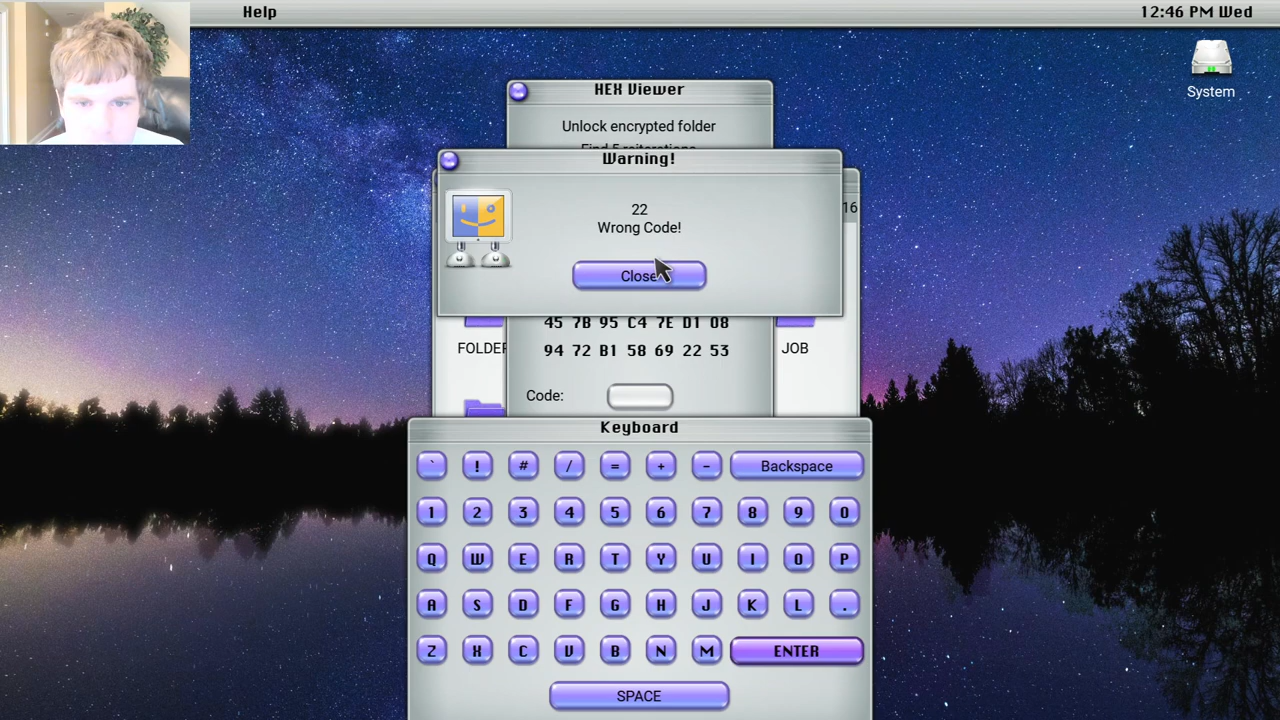 Help
12:46 PM Wed
System
HEX Viewer
Unlock encrypted folder
Warning!
22
Wrong Code!
Close
16
45 7B 95 C4 7E D1 08
94 72 B1 58 69 22 53
FOLDER
JOB
Code:
Keyboard
` ! # / = + - Backspace
1 2 3 4 5 6 7 8 9 0
Q W E R T Y U I O P
A S D F G H J K L .
Z X C V B N M ENTER
SPACE